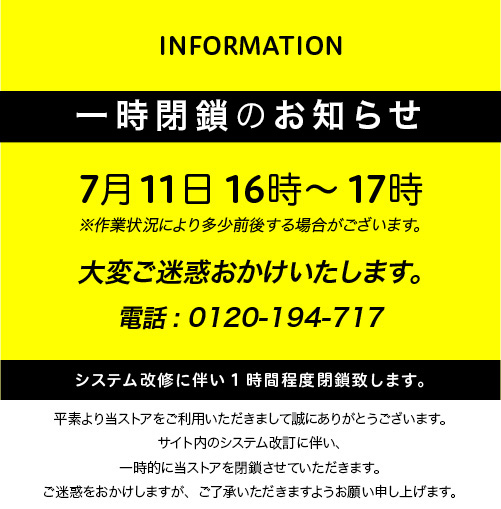 INFORMATION
一時閉鎖のお知らせ
7月11日 16時～17時
※作業状況により多少前後する場合がございます。
大変ご迷惑おかけいたします。
電話：0120-194-717
システム改修に伴い1時間程度閉鎖致します。
平素より当ストアをご利用いただきまして誠にありがとうございます。
サイト内のシステム改訂に伴い、
一時的に当ストアを閉鎖させていただきます。
ご迷惑をおかけしますが、ご了承いただきますようお願い申し上げます。